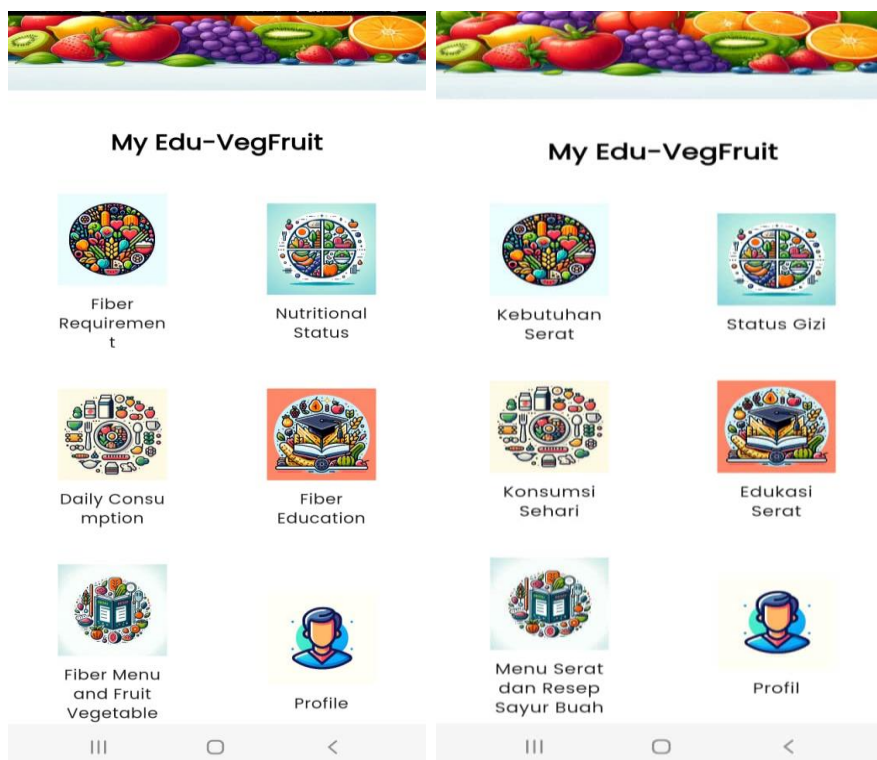 My Edu-VegFruit
Fiber
Requiremen
t
Nutritional
Status
Daily Consu
mption
Fiber
Education
Fiber Menu
and Fruit
Vegetable
Profile
My Edu-VegFruit
Kebutuhan
Serat
Status Gizi
Konsumsi
Sehari
Edukasi
Serat
Menu Serat
dan Resep
Sayur Buah
Profil